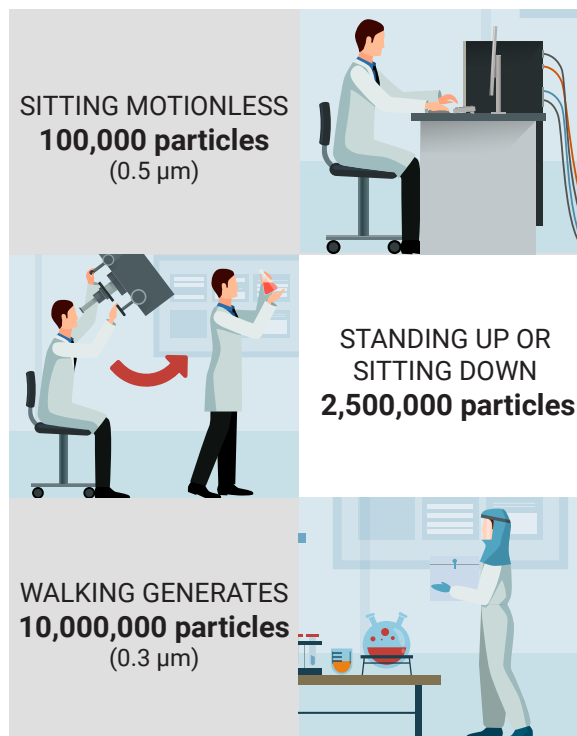 SITTING MOTIONLESS
100,000 particles
(0.5 µm)
STANDING UP OR
SITTING DOWN
2,500,000 particles
WALKING GENERATES
10,000,000 particles
(0.3 µm)